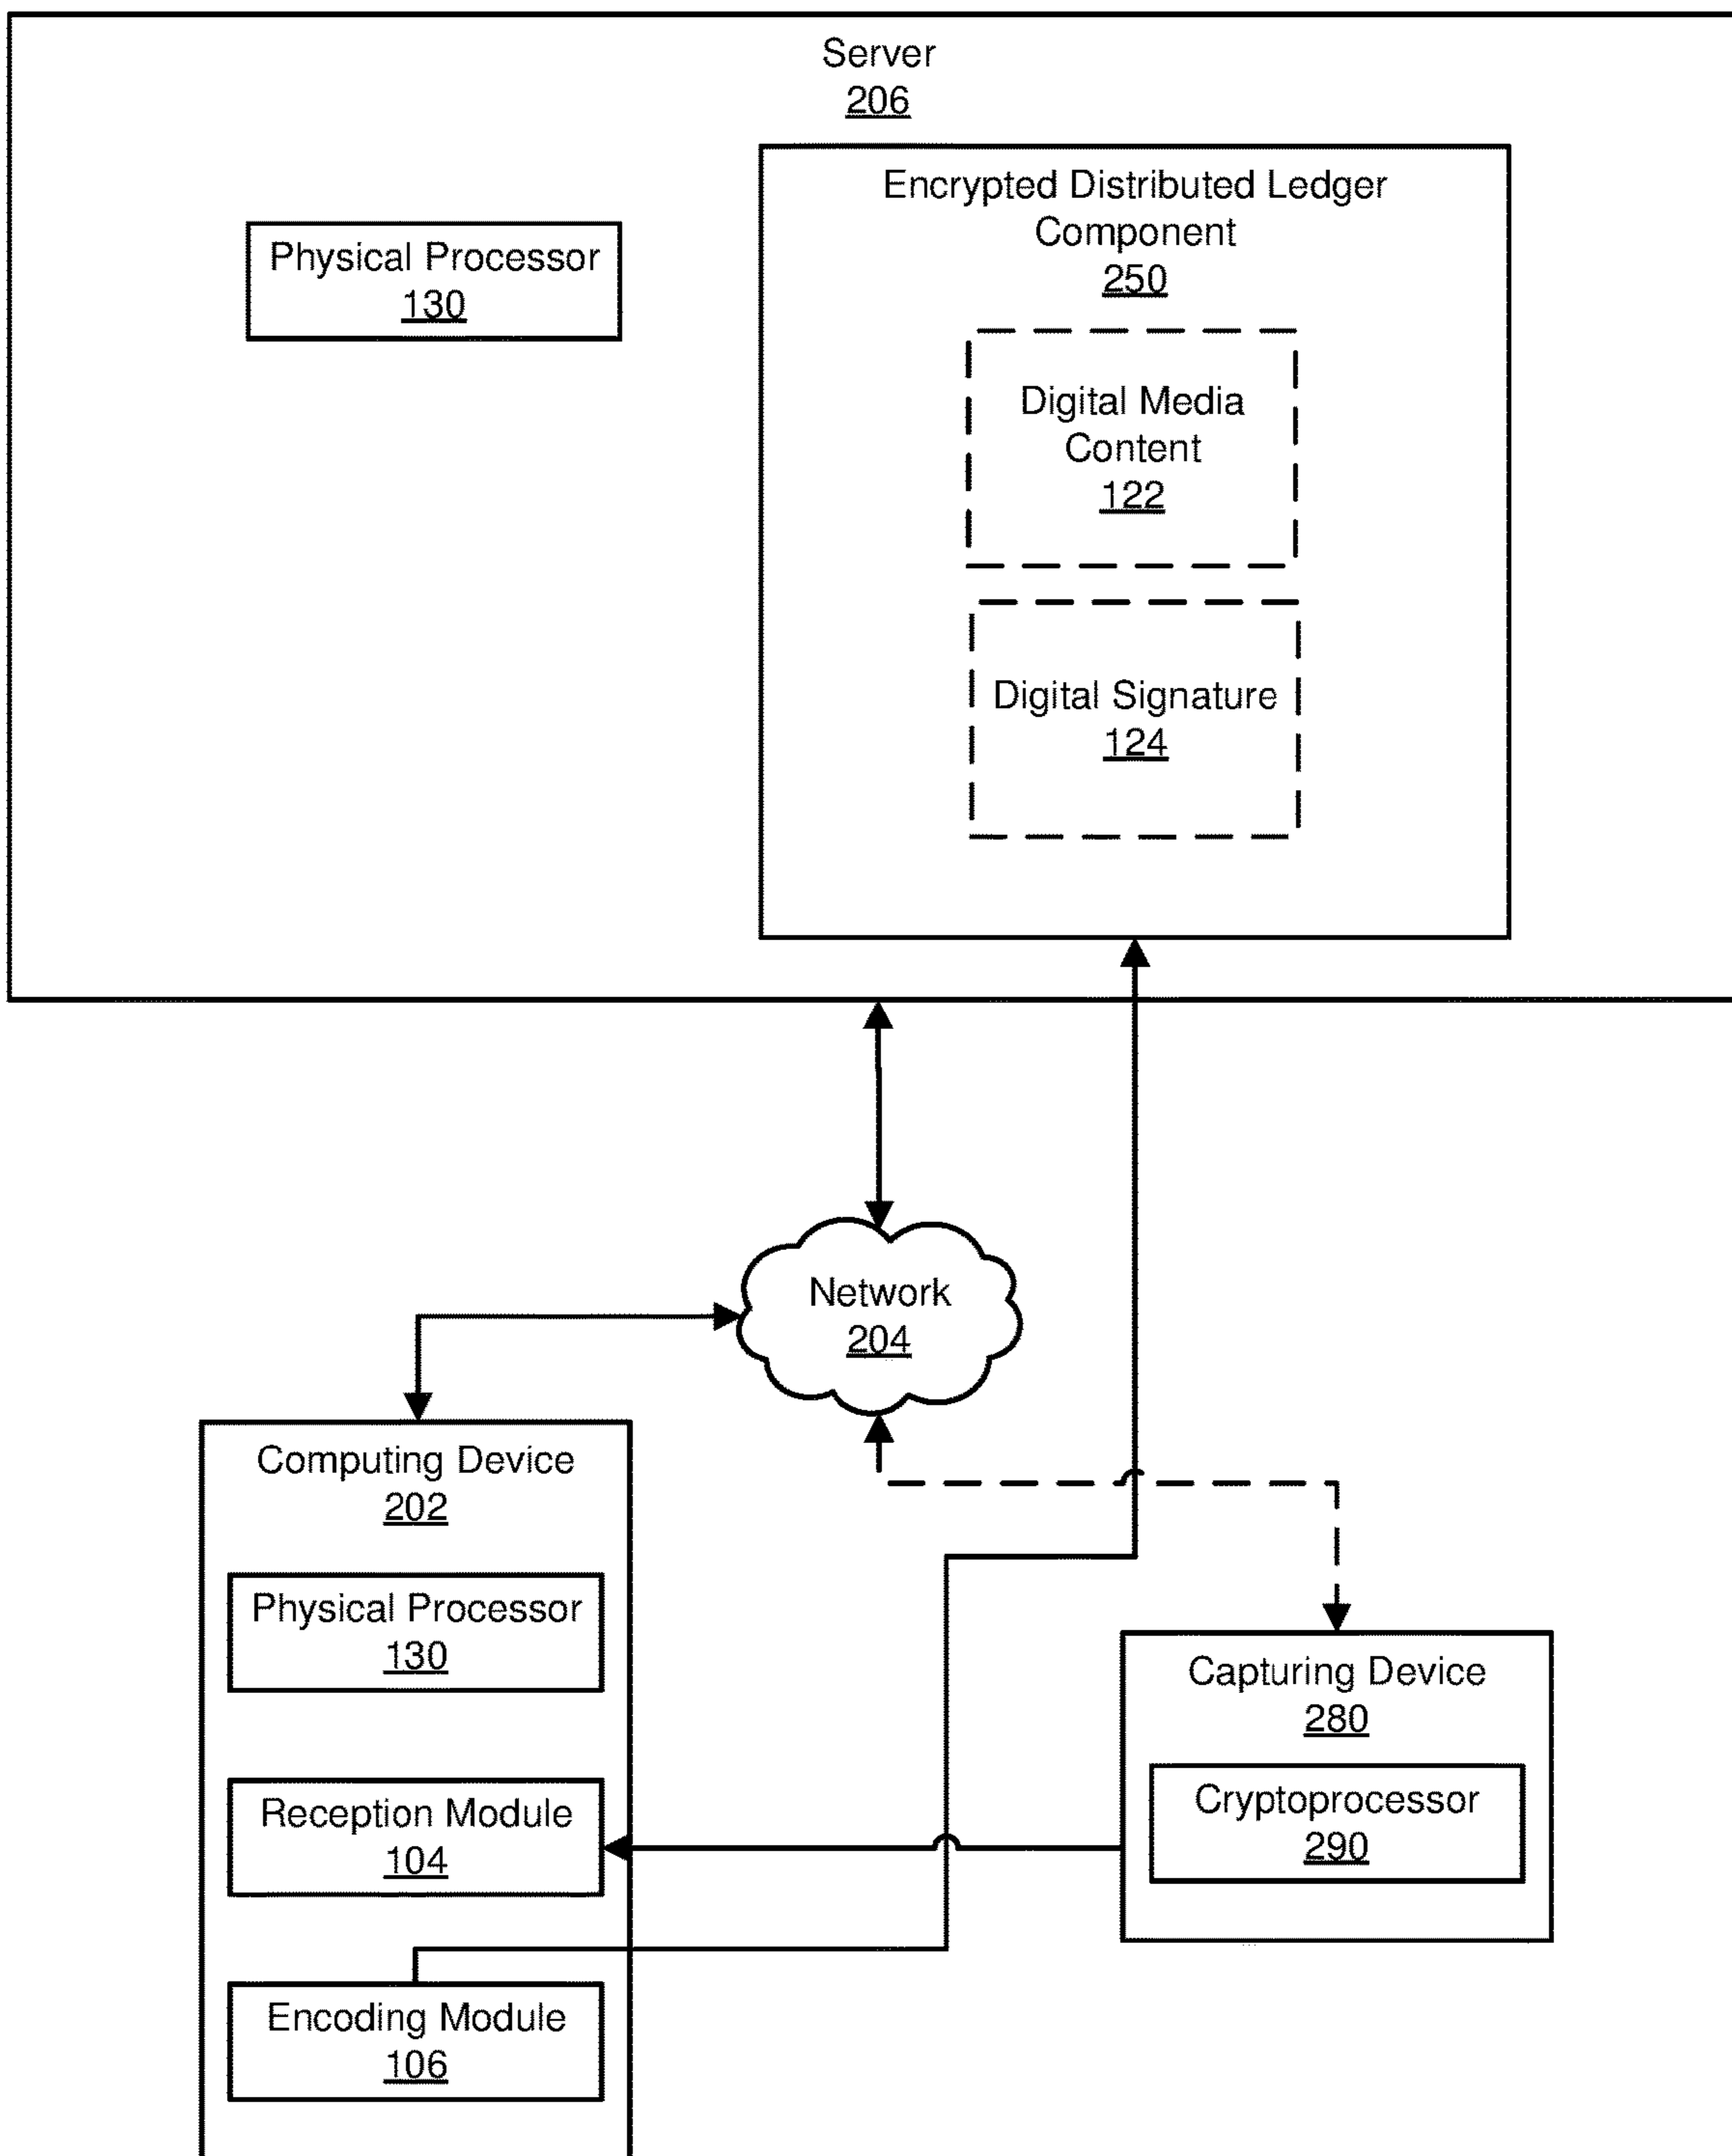 Server
206
Encrypted Distributed Ledger
Component
250
Physical Processor
130
Digital Media
Content
122
Digital Signature
124
Network
204
Computing Device
202
Physical Processor
130
Reception Module
104
Encoding Module
106
Capturing Device
280
Cryptoprocessor
290